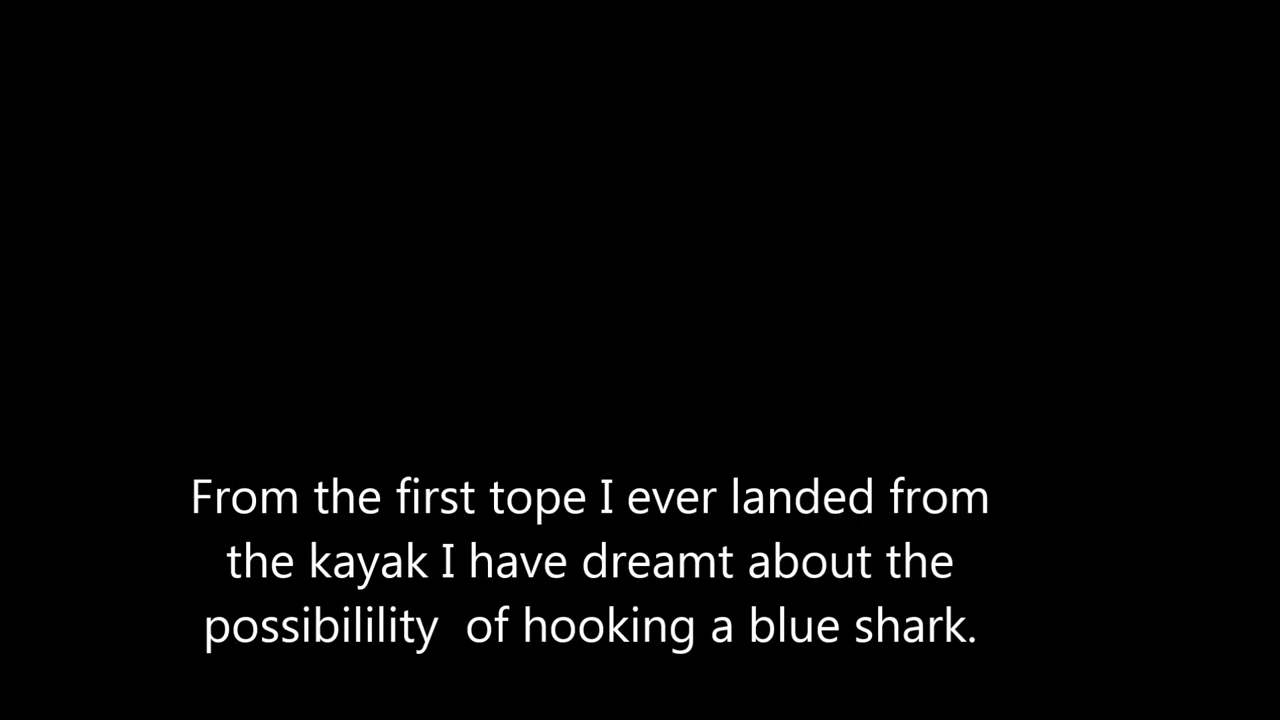 From the first tope I ever landed from
the kayak I have dreamt about the
possibilility  of hooking a blue shark.